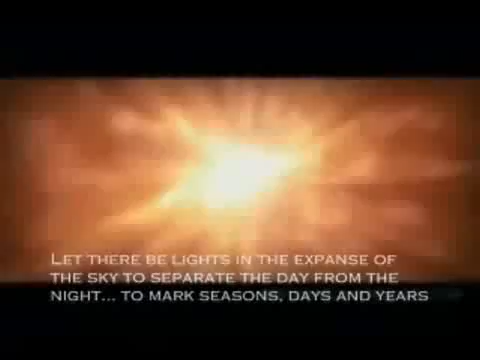 Let there be lights in the expanse of
the sky to separate the day from the
night... to mark seasons, days and years